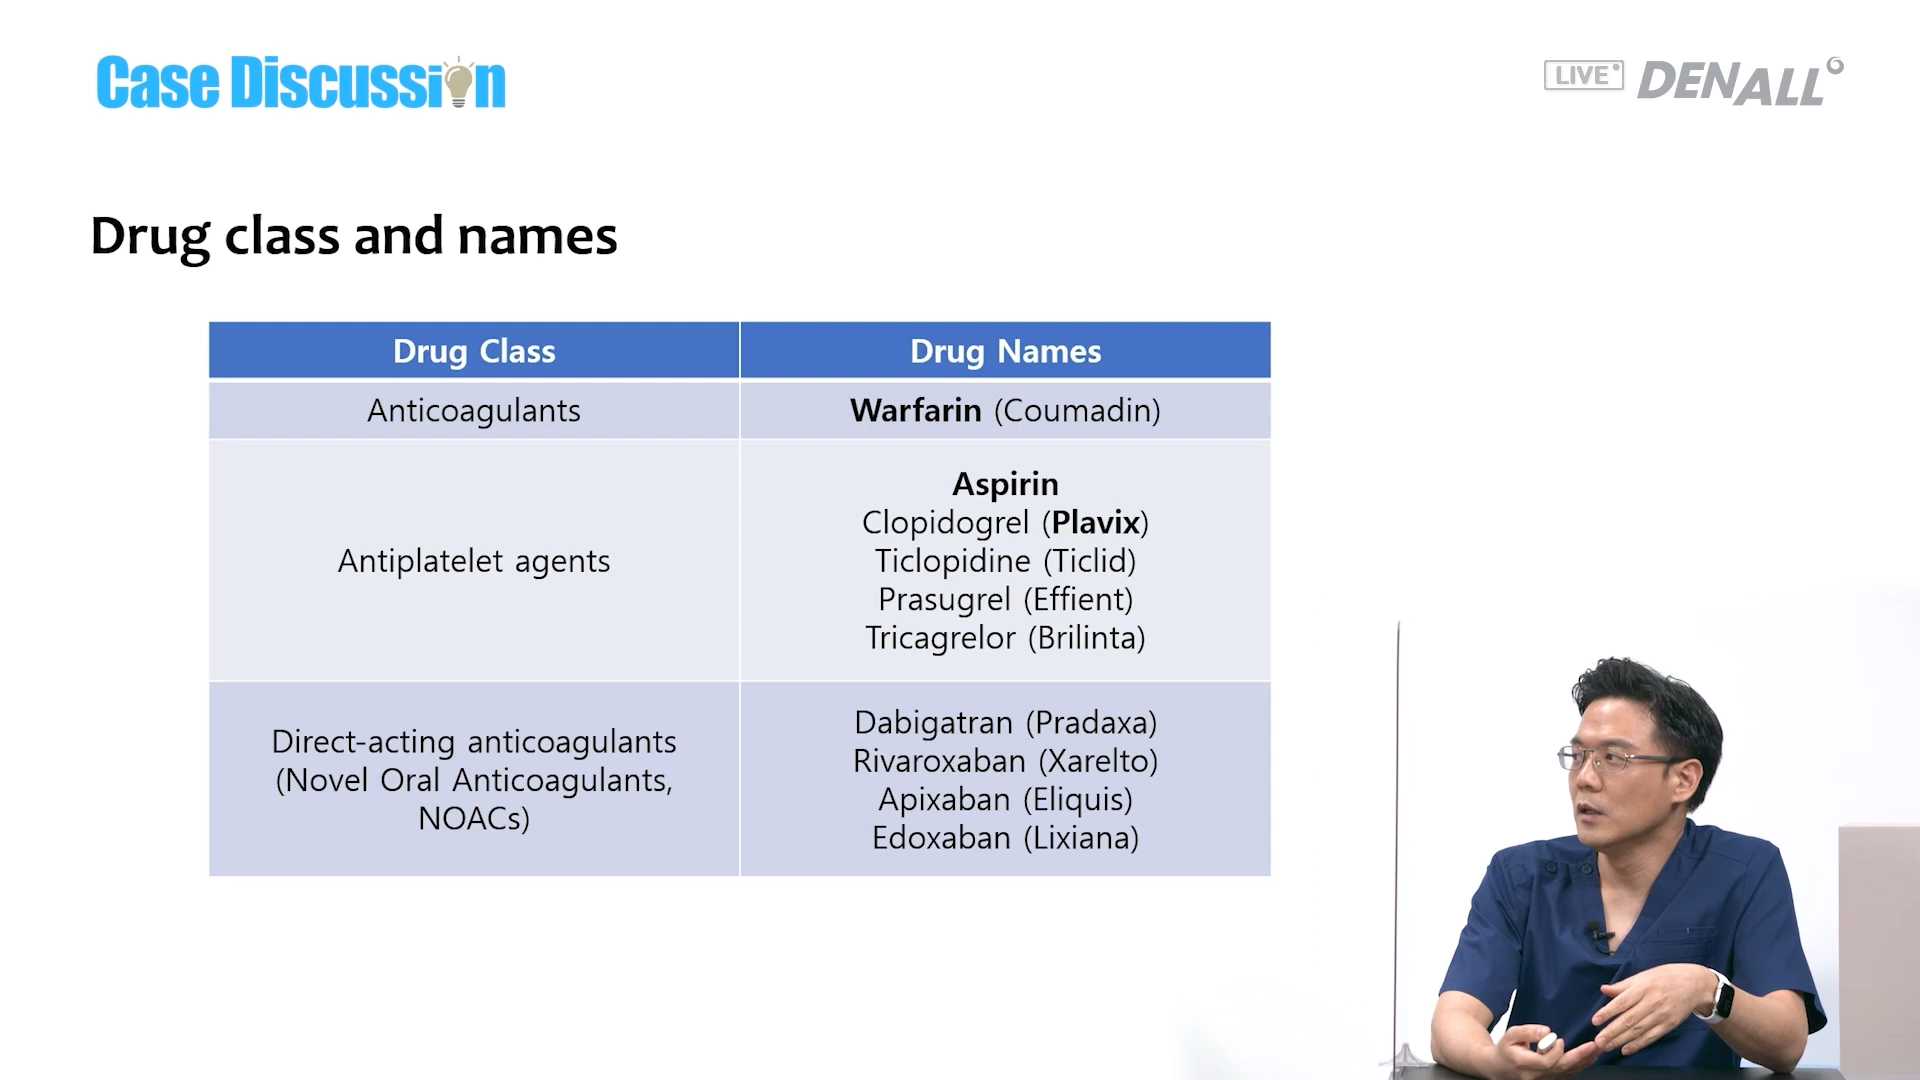 Case Discussion
LIVE DENALL
Drug class and names
Drug Class
Drug Names
Anticoagulants
Warfarin (Coumadin)
Antiplatelet agents
Aspirin
Clopidogrel (Plavix)
Ticlopidine (Ticlid)
Prasugrel (Effient)
Tricagrelor (Brilinta)
Direct-acting anticoagulants
(Novel Oral Anticoagulants,
NOACs)
Dabigatran (Pradaxa)
Rivaroxaban (Xarelto)
Apixaban (Eliquis)
Edoxaban (Lixiana)